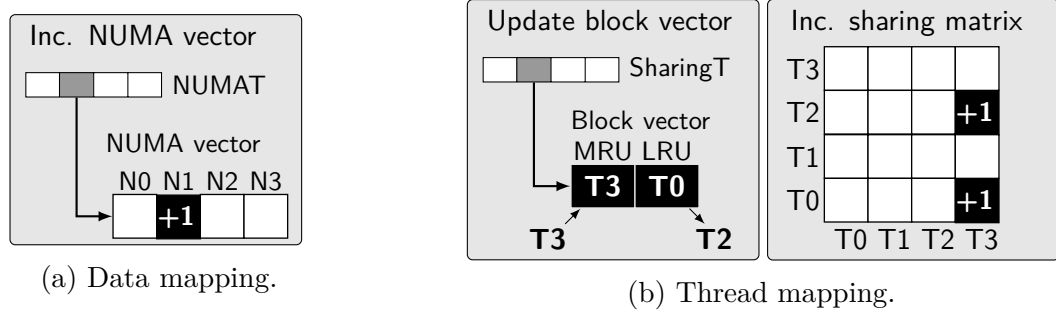 Inc. NUMA vector
NUMAT
NUMA vector
N0 N1 N2 N3
+1
(a) Data mapping.
Update block vector
SharingT
Block vector
MRU LRU
T3 T0
T3 T2
Inc. sharing matrix
T3
T2 +1
T1
T0 +1
T0 T1 T2 T3
(b) Thread mapping.